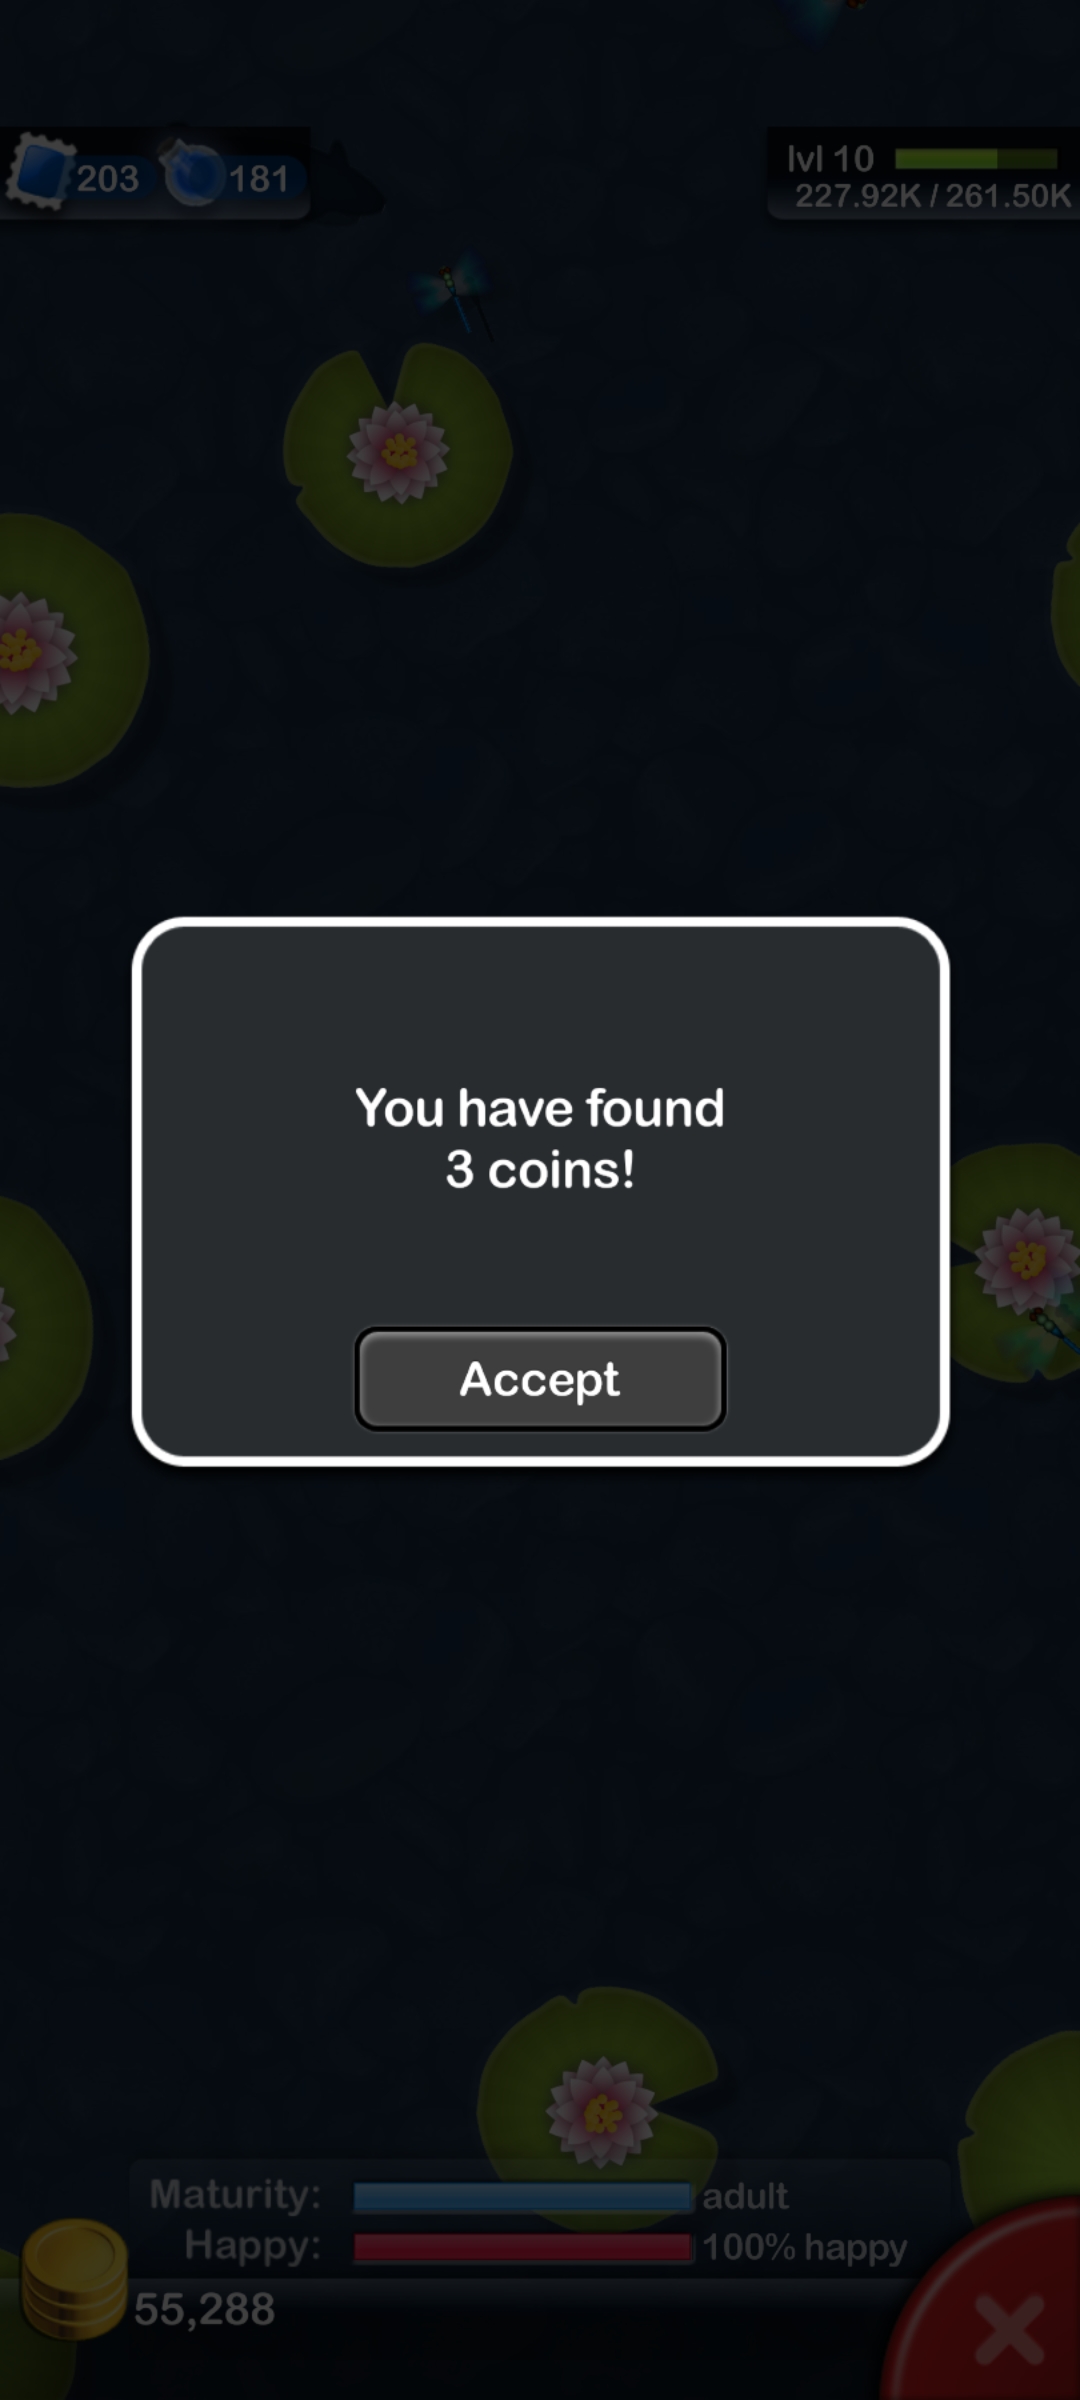 203 181
lvl 10
227.92K / 261.50K
You have found
3 coins!
Accept
Maturity: adult
Happy: 100% happy
55,288